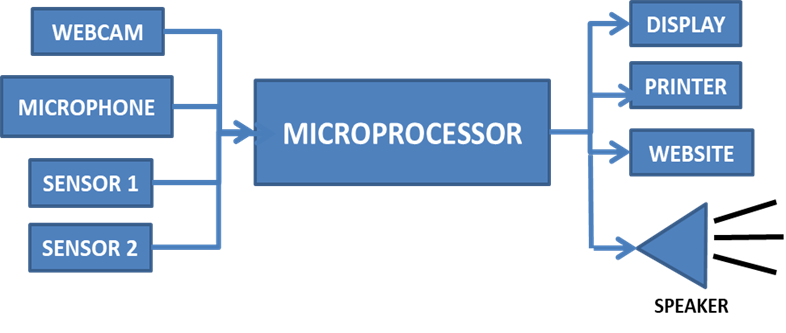 WEBCAM
MICROPHONE
SENSOR 1
SENSOR 2
MICROPROCESSOR
DISPLAY
PRINTER
WEBSITE
SPEAKER